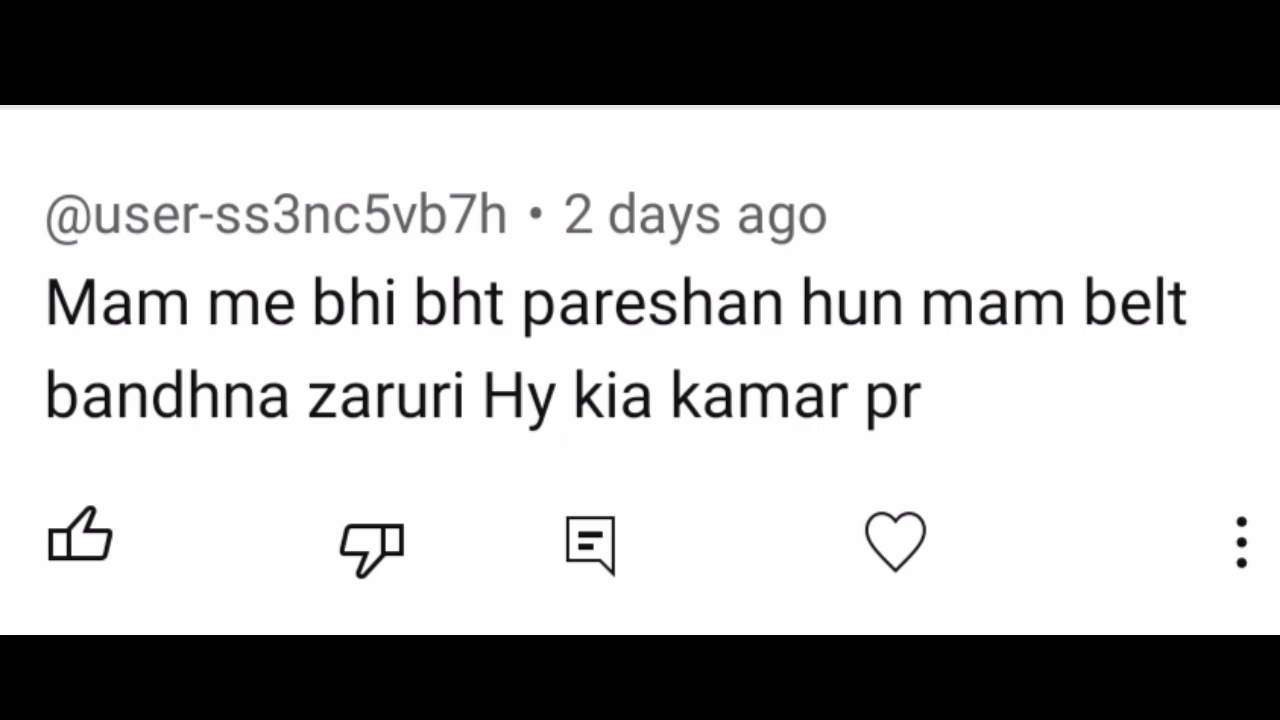 @user-ss3nc5vb7h • 2 days ago
Mam me bhi bht pareshan hun mam belt
bandhna zaruri Hy kia kamar pr